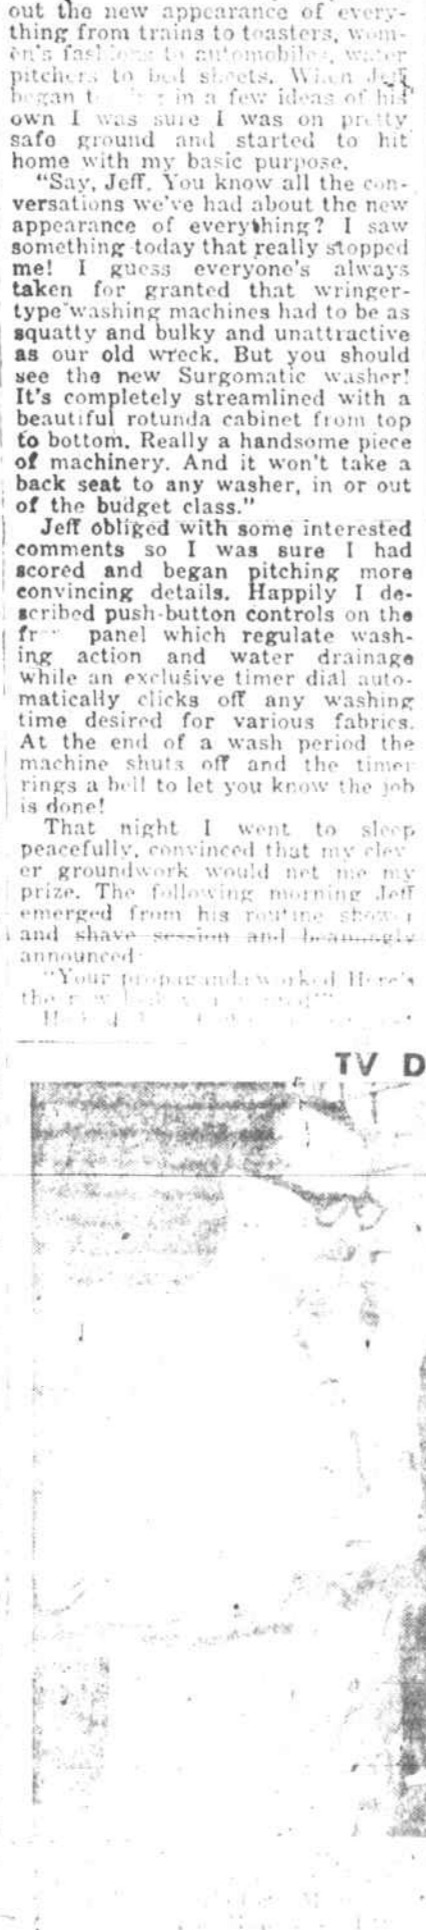 out the new appearance of every-
thing from trains to toasters, wom-
en's fashions to automobiles, water
pitchers to bed sheets. When Jeff
began in a few ideas of his
own I was sure I was on pretty
safe ground and started to hit
home with my basic purpose.
"Say, Jeff. You know all the con-
versations we've had about the new
appearance of everything? I saw
something today that really stopped
me! I guess everyone's always
taken for granted that wringer-
type washing machines had to be as
squatty and bulky and unattractive
as our old wreck. But you should
see the new Surgomatic washer!
It's completely streamlined with a
beautiful rotunda cabinet from top
to bottom. Really a handsome piece
of machinery. And it won't take a
back seat to any washer, in or out
of the budget class."
Jeff obliged with some interested
comments so I was sure I had
scored and began pitching more
convincing details. Happily I de-
scribed push-button controls on the
panel which regulate wash-
ing action and water drainage
while an exclusive timer dial auto-
matically clicks off any washing
time desired for various fabrics.
At the end of a wash period the
machine shuts off and the timer
rings a bell to let you know the job
is done!
That night I went to sleep
peacefully, convinced that my clev-
er groundwork would net me my
prize. The following morning Jeff
emerged from his routine shower
and shave session and beamingly
announced:
"Your propaganda worked Here's
the
TV D